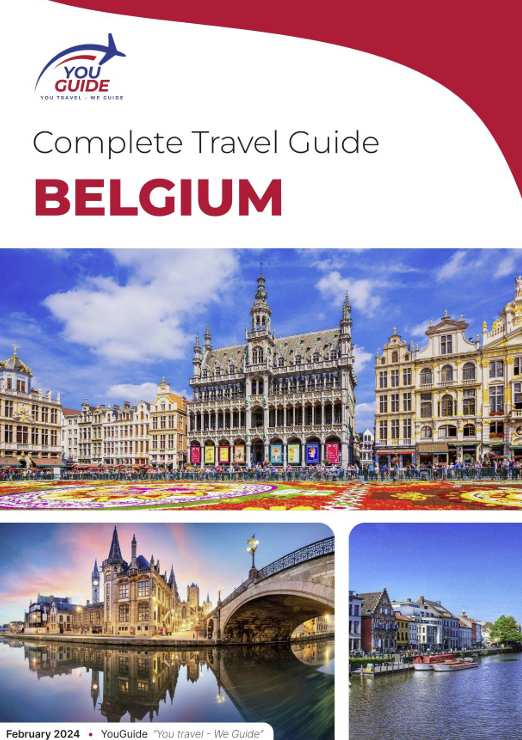 YOU
GUIDE
YOU TRAVEL - WE GUIDE
Complete Travel Guide
BELGIUM
February 2024 • YouGuide "You travel - We Guide"